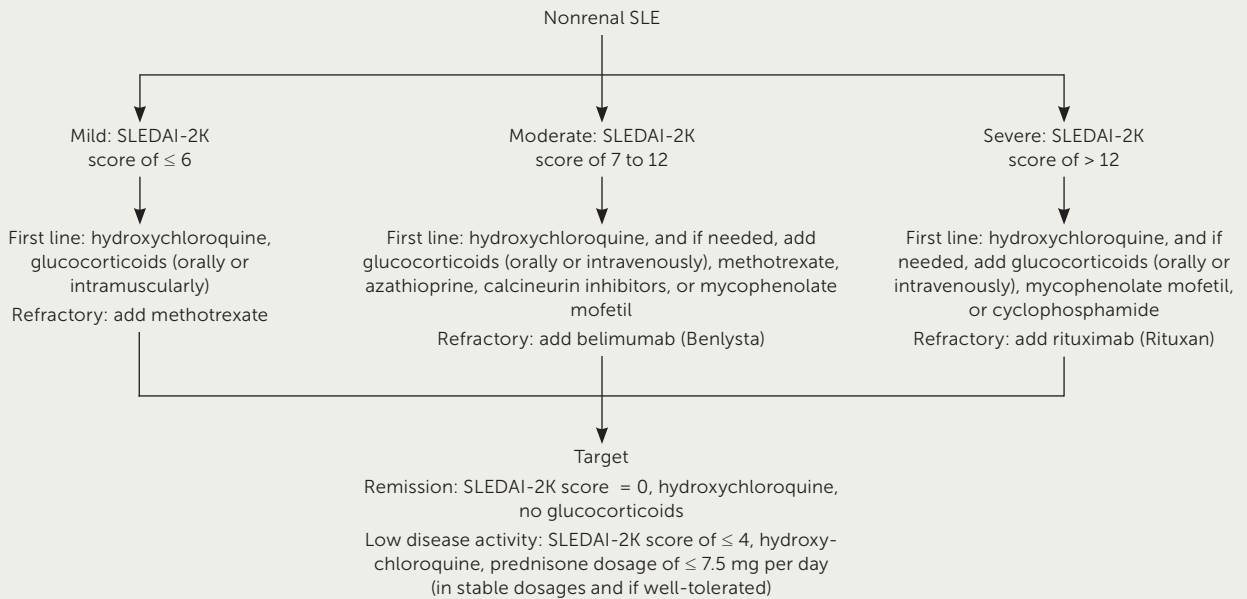 Nonrenal SLE
Mild: SLEDAI-2K
score of ≤ 6
Moderate: SLEDAI-2K
score of 7 to 12
Severe: SLEDAI-2K
score of > 12
First line: hydroxychloroquine,
glucocorticoids (orally or
intramuscularly)
Refractory: add methotrexate
First line: hydroxychloroquine, and if needed, add
glucocorticoids (orally or intravenously), methotrexate,
azathioprine, calcineurin inhibitors, or mycophenolate
mofetil
Refractory: add belimumab (Benlysta)
First line: hydroxychloroquine, and if
needed, add glucocorticoids (orally or
intravenously), mycophenolate mofetil,
or cyclophosphamide
Refractory: add rituximab (Rituxan)
Target
Remission: SLEDAI-2K score = 0, hydroxychloroquine,
no glucocorticoids
Low disease activity: SLEDAI-2K score of ≤ 4, hydroxy-
chloroquine, prednisone dosage of ≤ 7.5 mg per day
(in stable dosages and if well-tolerated)